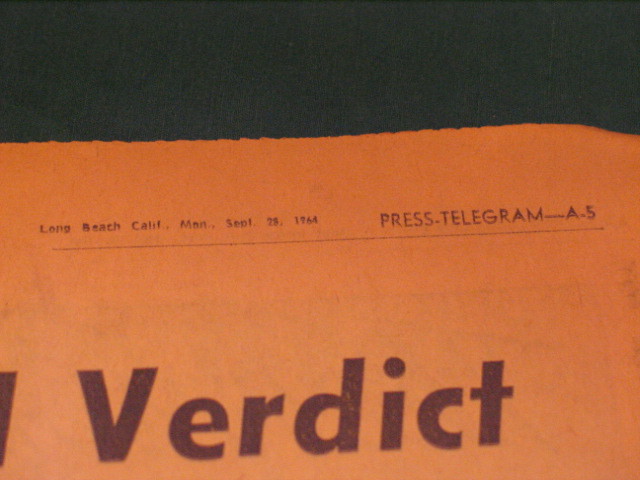 Long Beach Calif., Mon., Sept. 28, 1964 PRESS-TELEGRAM—A-5
Verdict